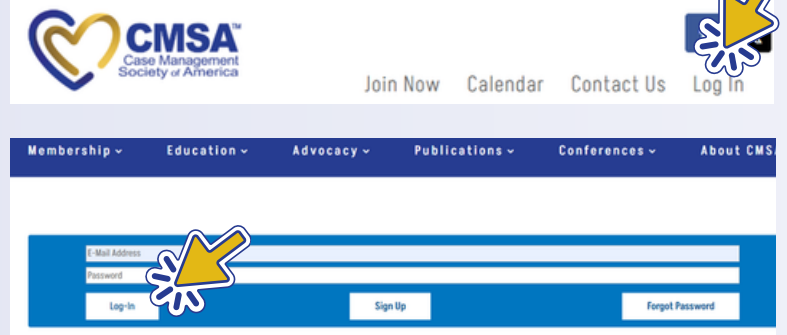 CMSA™
Case Management
Society of America
Join Now Calendar Contact Us Log In
Membership Education Advocacy Publications Conferences About CMSA
E-Mail Address
Password
Log-In Sign Up Forgot Password